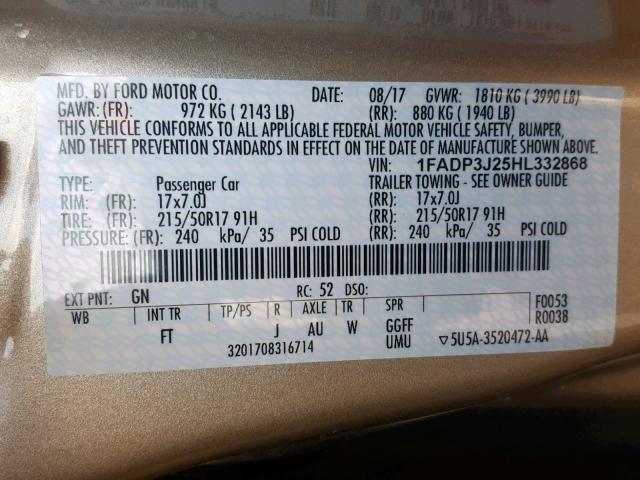 MFD. BY FORD MOTOR CO. DATE: 08/17 GVWR: 1810 KG ( 3990 LB)
GAWR: (FR): 972 KG ( 2143 LB) (RR): 880 KG ( 1940 LB)
THIS VEHICLE CONFORMS TO ALL APPLICABLE FEDERAL MOTOR VEHICLE SAFETY, BUMPER,
AND THEFT PREVENTION STANDARDS IN EFFECT ON THE DATE OF MANUFACTURE SHOWN ABOVE.
VIN: 1FADP3J25HL332868
TYPE: Passenger Car TRAILER TOWING - SEE OWNER GUIDE
RIM: (FR): 17x7.0J (RR): 17x7.0J
TIRE: (FR): 215/50R17 91H (RR): 215/50R17 91H
PRESSURE: (FR): 240 kPa/ 35 PSI COLD (RR): 240 kPa/ 35 PSI COLD
EXT PNT: GN RC: 52 DSO: F0053
WB INT TR TP/PS R AXLE TR SPR R0038
FT J AU W GGFF
UMU
3201708316714 ▽5U5A-3520472-AA